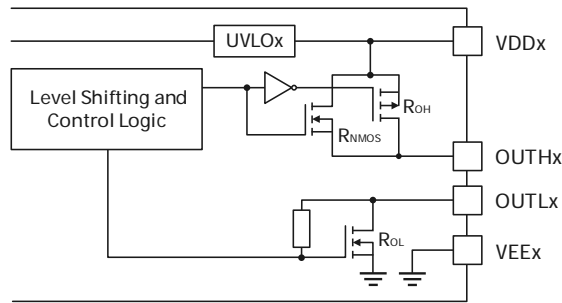 UVLOx
VDDx
Level Shifting and
Control Logic
ROH
RNMOS
OUTHx
OUTLx
ROL
VEEx